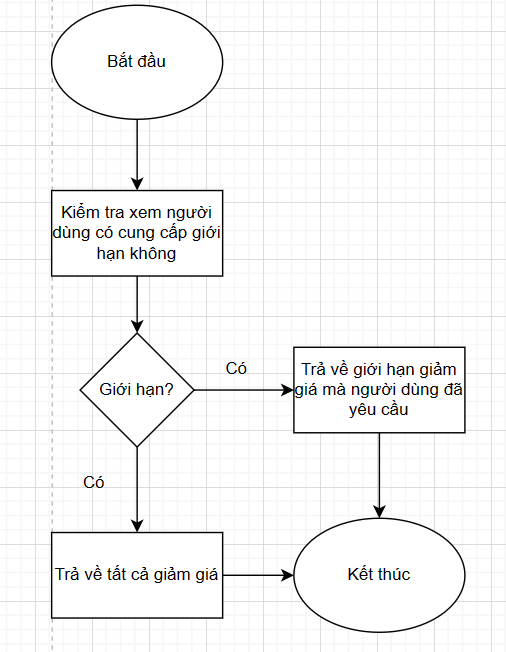 Bắt đầu
Kiểm tra xem người
dùng có cung cấp giới
hạn không
Giới hạn?
Có
Trả về giới hạn giảm
giá mà người dùng đã
yêu cầu
Có
Trả về tất cả giảm giá
Kết thúc